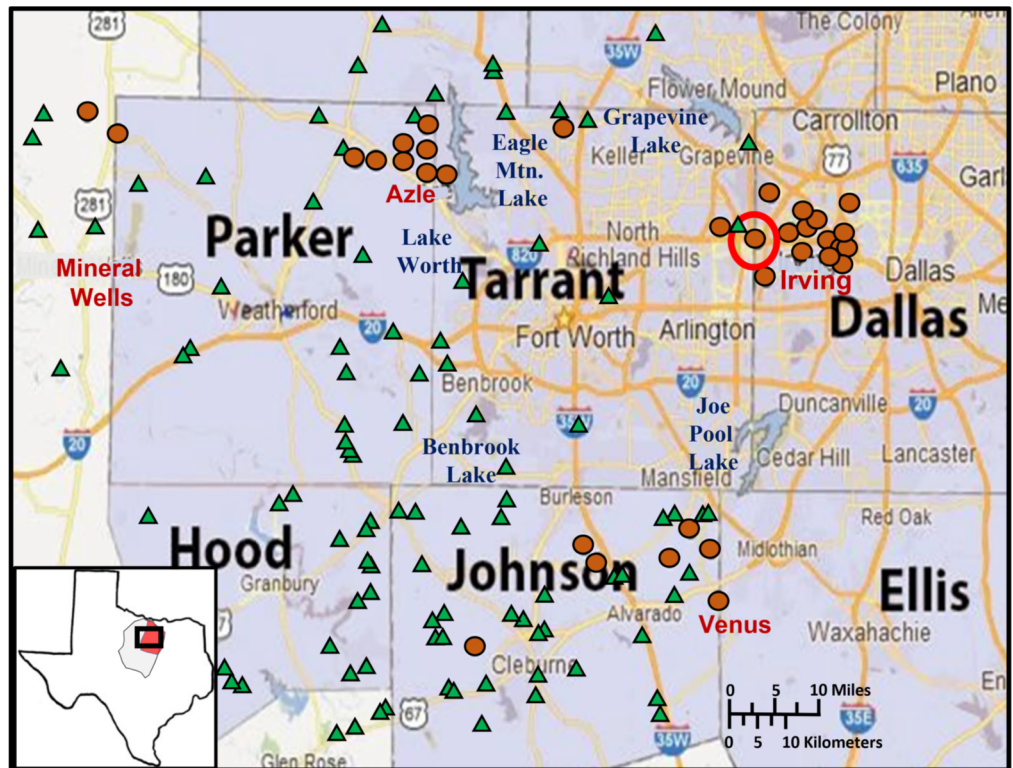 281
The Colony
35W
Plano
Flower Mound
Grapevine
Lake
Carrollton
Eagle
Mtn.
Lake
Keller
Grapevine
77
635
Azle
281
Parker
Lake
Worth
North
Richland Hills
820
Mineral
Wells
180
Tarrant
Irving
Dallas
Dallas
Weatherford
20
Fort Worth
Arlington
Benbrook
20
20
Joe
Pool
Lake
Duncanville
35W
20
Benbrook
Lake
Cedar Hill
Lancaster
Mansfield
Burleson
Red Oak
Hood
Johnson
Midlothian
Ellis
Granbury
Alvarado
Venus
Waxahachie
Cleburne
67
0 5 10 Miles
0 5 10 Kilometers
35W
35E
Glen Rose